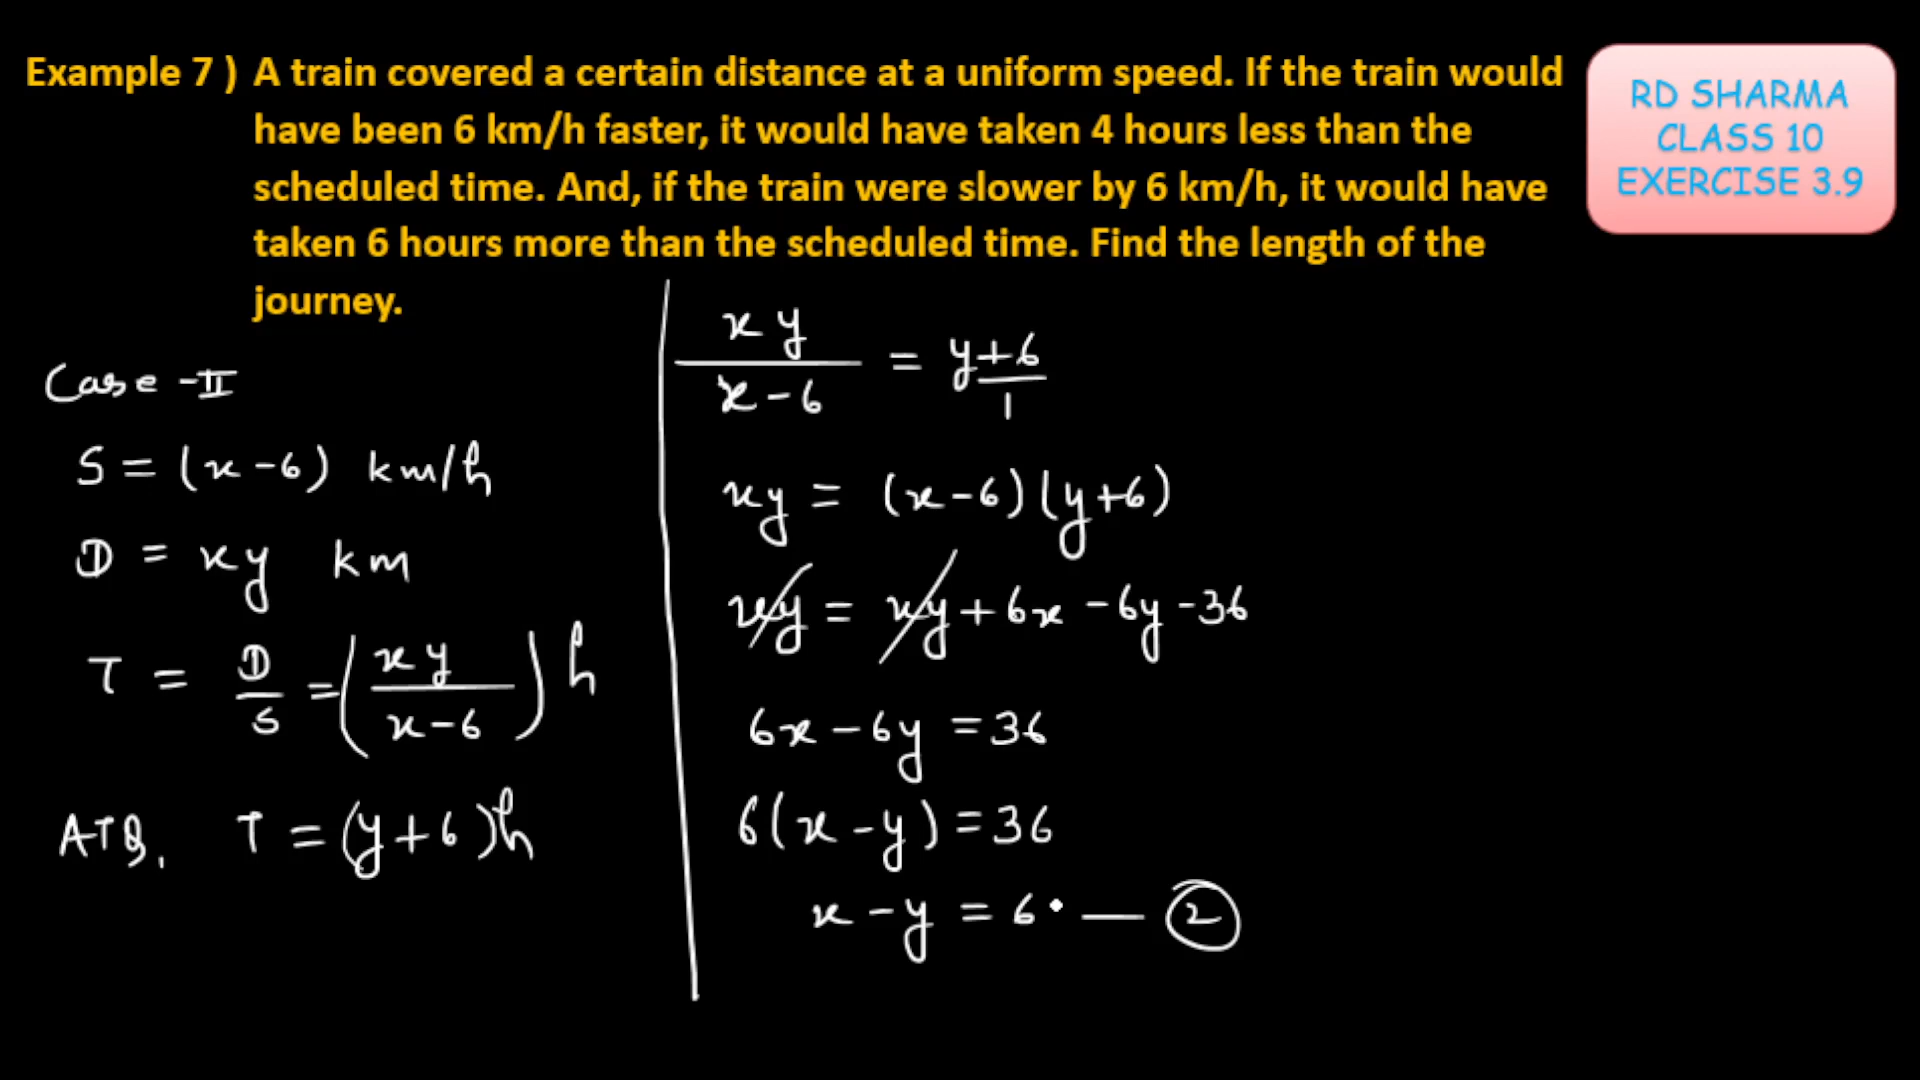 Example 7 ) A train covered a certain distance at a uniform speed. If the train would
have been 6 km/h faster, it would have taken 4 hours less than the
scheduled time. And, if the train were slower by 6 km/h, it would have
taken 6 hours more than the scheduled time. Find the length of the
journey.
RD SHARMA
CLASS 10
EXERCISE 3.9
Case -II
S = (x-6) km/h
D = xy km
T = D/S = (xy/(x-6)) h
ATQ, T = (y+6)h
xy/(x-6) = (y+6)/1
xy = (x-6)(y+6)
xy = xy+6x-6y-36
6x-6y = 36
6(x-y) = 36
x-y = 6 — 2